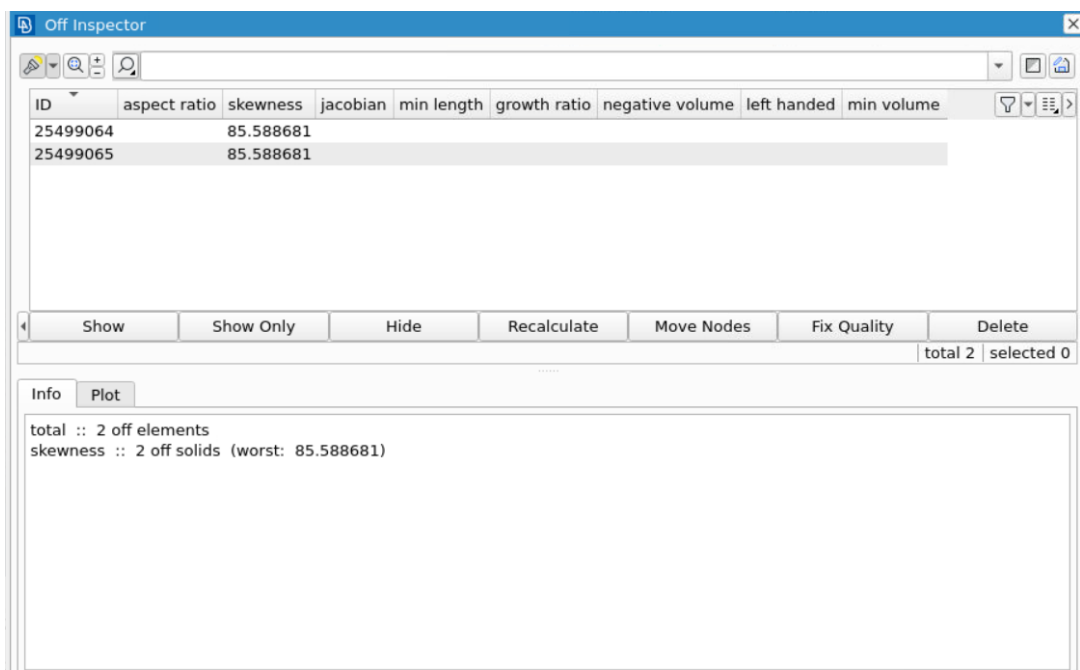 Off Inspector
ID aspect ratio skewness jacobian min length growth ratio negative volume left handed min volume
25499064 85.588681
25499065 85.588681
Show Show Only Hide Recalculate Move Nodes Fix Quality Delete
total 2 selected 0
Info Plot
total :: 2 off elements
skewness :: 2 off solids (worst: 85.588681)